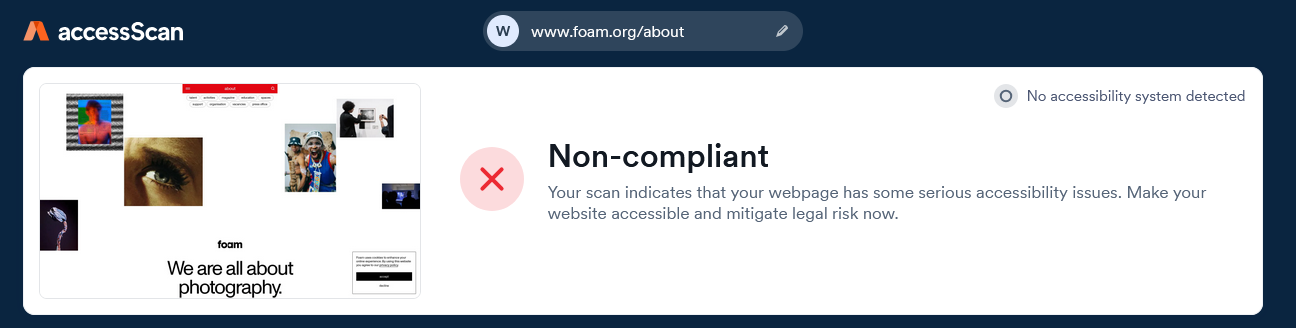 accessScan
W www.foam.org/about
about
talent activities magazine education spaces
support organisation vacancies press office
foam
We are all about
photography.
Foam uses cookies to enhance your
online experience. By using this website
you agree to our privacy policy.
accept
decline
No accessibility system detected
Non-compliant
Your scan indicates that your webpage has some serious accessibility issues. Make your
website accessible and mitigate legal risk now.